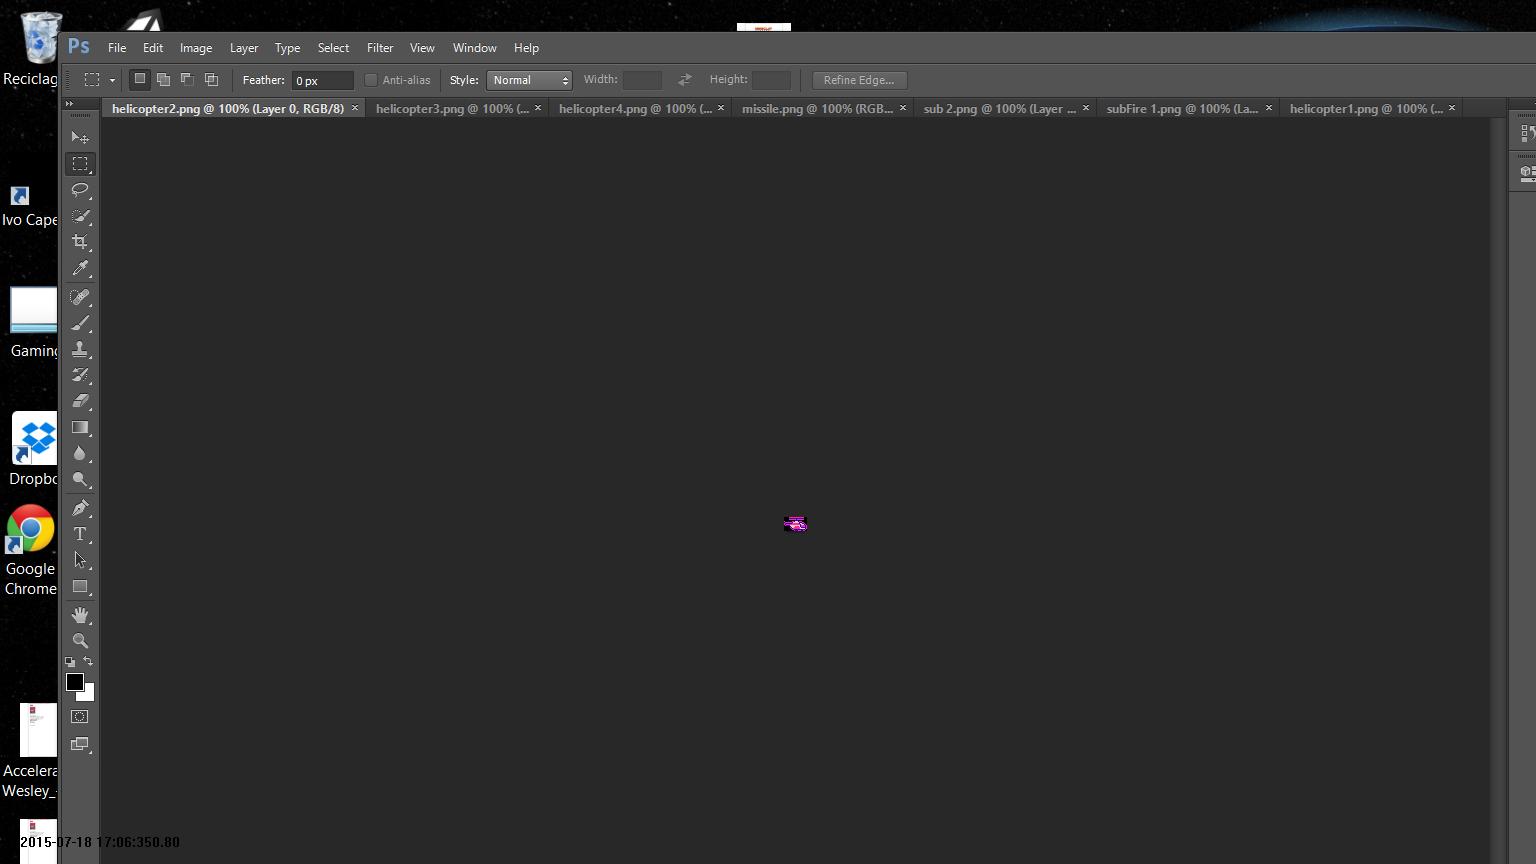 Ps File Edit Image Layer Type Select Filter View Window Help
Feather: 0 px Anti-alias Style: Normal Width: Height: Refine Edge...
helicopter2.png @ 100% (Layer 0, RGB/8) × helicopter3.png @ 100% (... × helicopter4.png @ 100% (... × missile.png @ 100% (RGB... × sub 2.png @ 100% (Layer ... × subFire 1.png @ 100% (La... × helicopter1.png @ 100% (... ×
Reciclag
Ivo Cape
Gaming
Dropbo
Google
Chrome
T
Accelera
Wesley_
2015-07-18 17:06:350.80